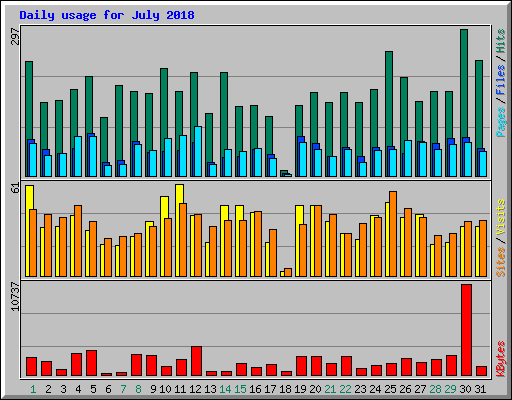 Daily usage for July 2018
297
Pages / Files / Hits
61
Sites / Visits
10737
KBytes
1 2 3 4 5 6 7 8 9 10 11 12 13 14 15 16 17 18 19 20 21 22 23 24 25 26 27 28 29 30 31